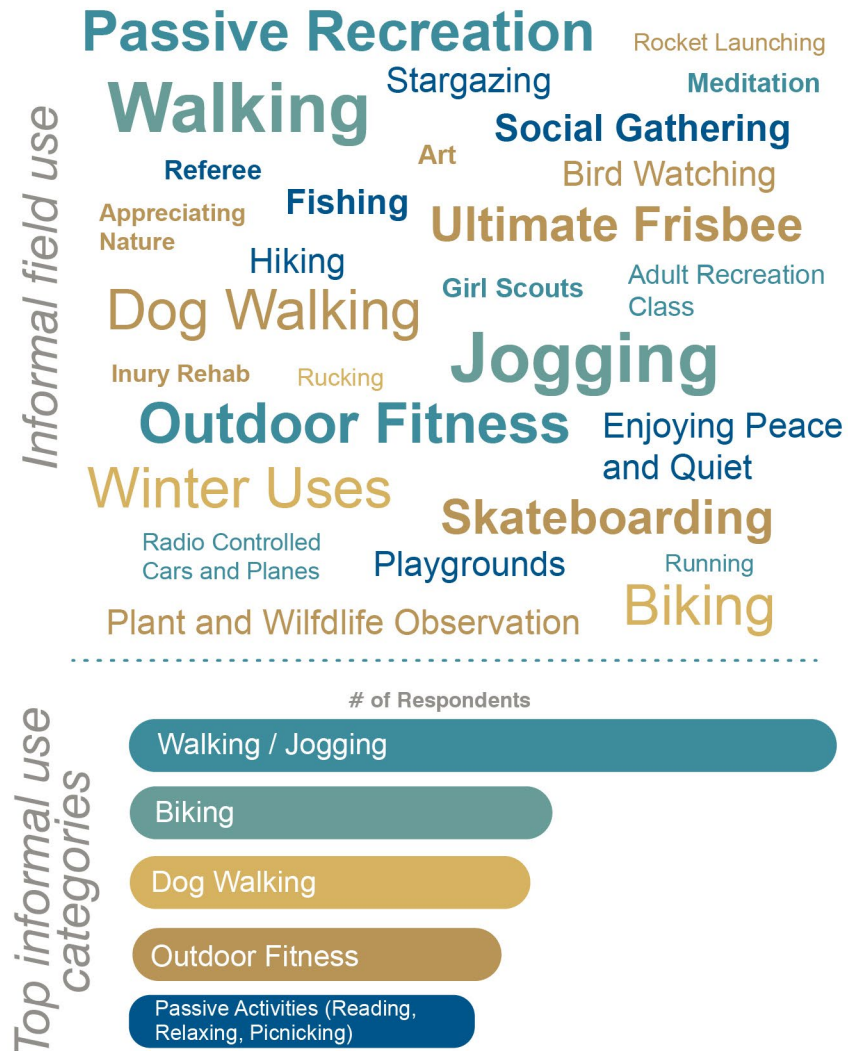 Informal field use
Passive Recreation
Rocket Launching
Stargazing
Meditation
Walking
Social Gathering
Art
Referee
Bird Watching
Fishing
Appreciating
Nature
Ultimate Frisbee
Hiking
Girl Scouts
Adult Recreation
Class
Dog Walking
Jogging
Inury Rehab
Rucking
Outdoor Fitness
Enjoying Peace
and Quiet
Winter Uses
Skateboarding
Radio Controlled
Cars and Planes
Playgrounds
Running
Biking
Plant and Wilfdlife Observation
Top informal use
categories
# of Respondents
Walking / Jogging
Biking
Dog Walking
Outdoor Fitness
Passive Activities (Reading,
Relaxing, Picnicking)